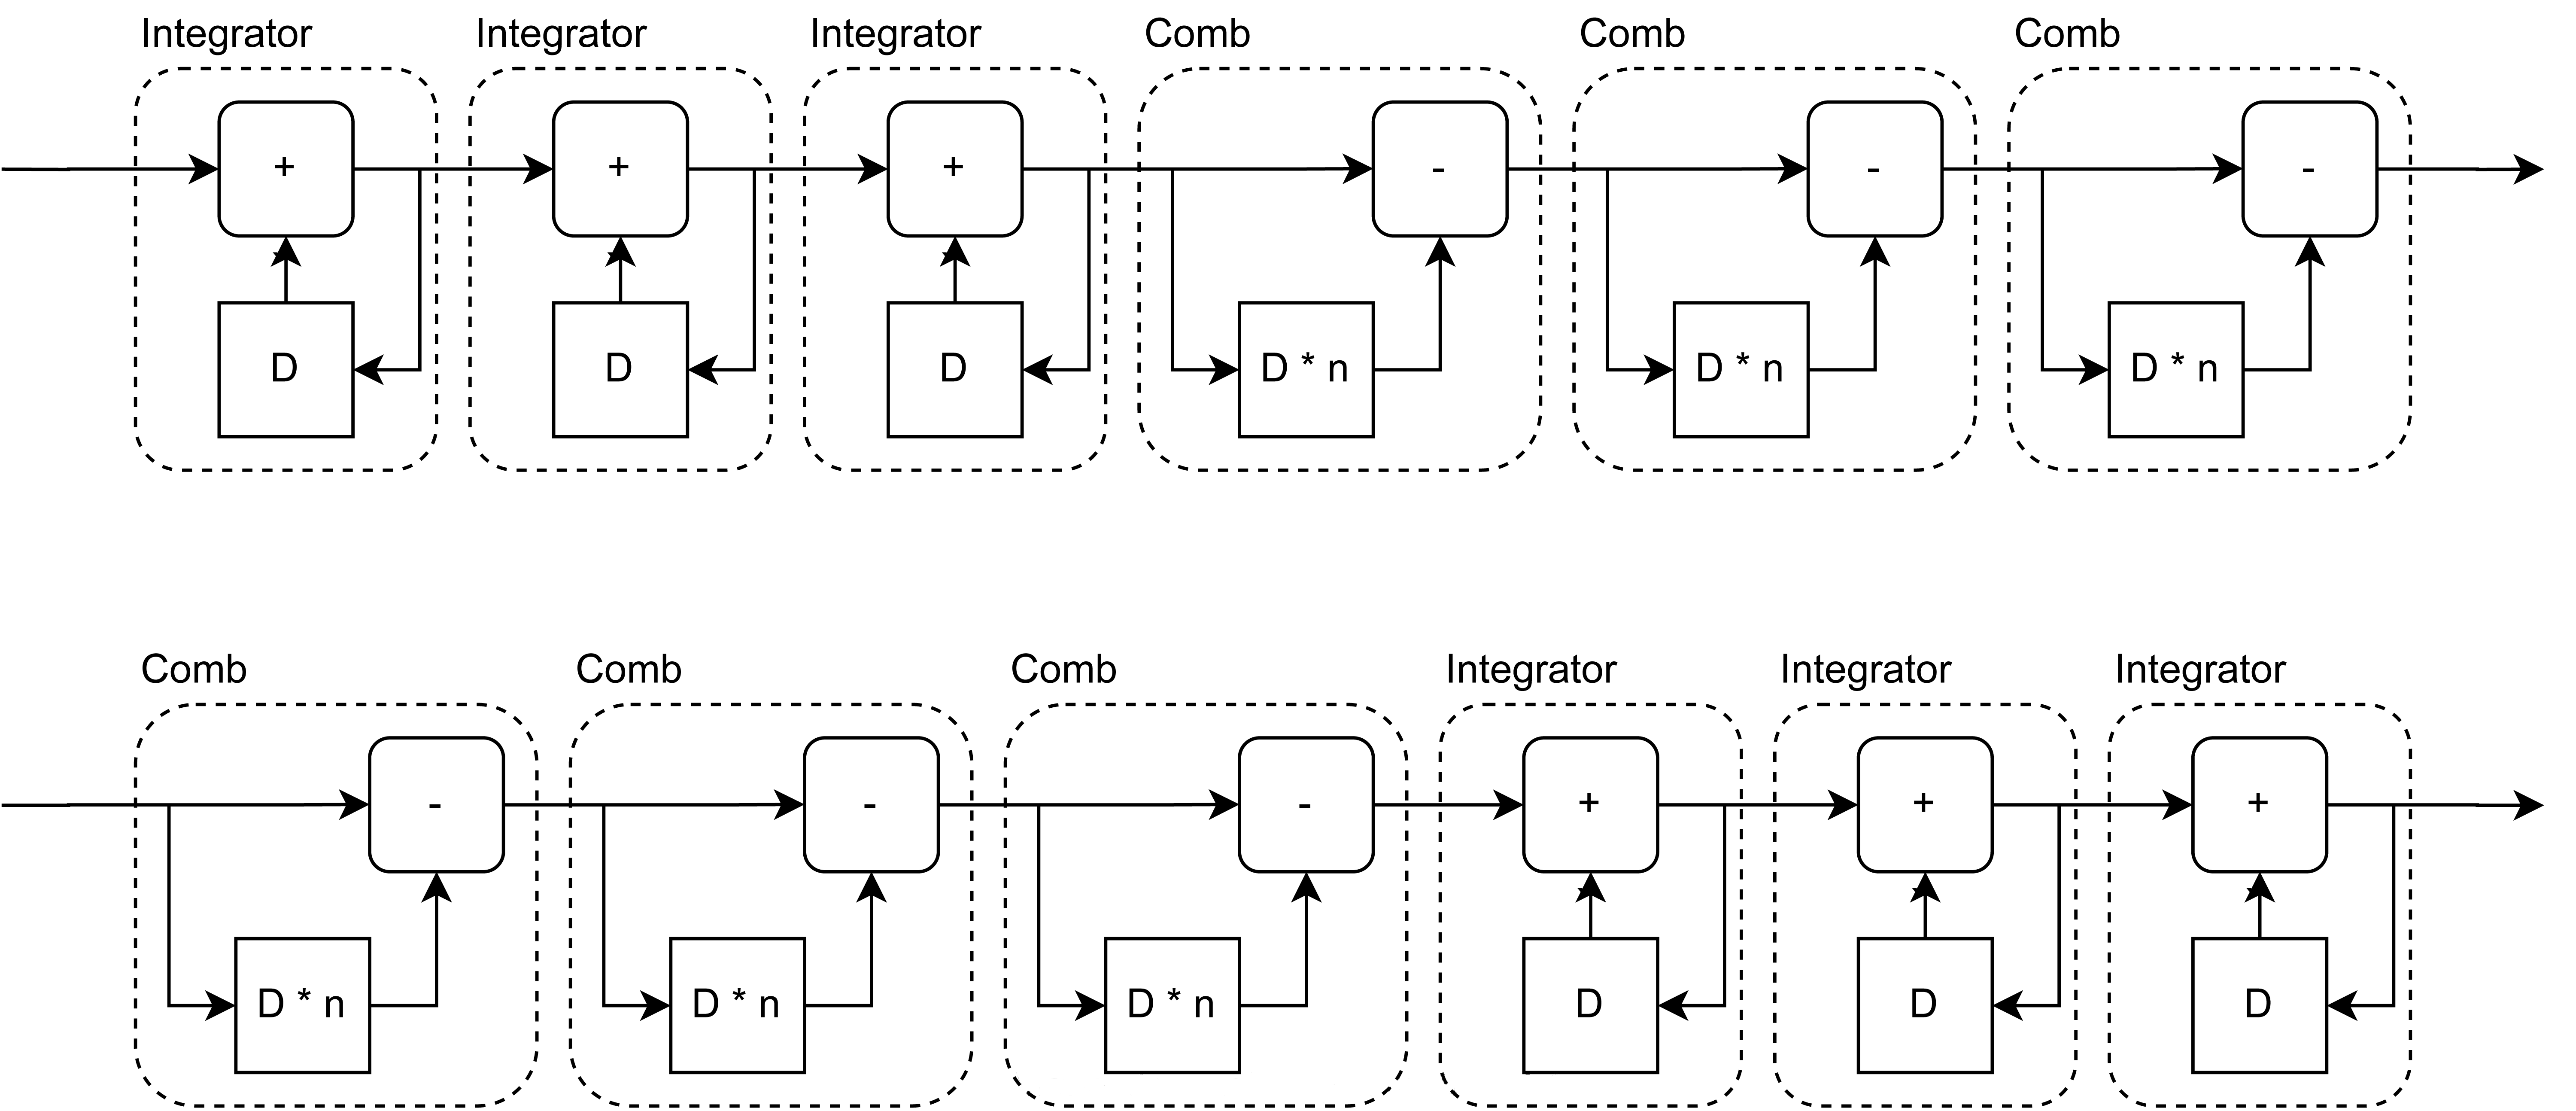 Integrator Integrator Integrator Comb Comb Comb
+ + + - - -
D D D D * n D * n D * n
Comb Comb Comb Integrator Integrator Integrator
- - - + + +
D * n D * n D * n D D D